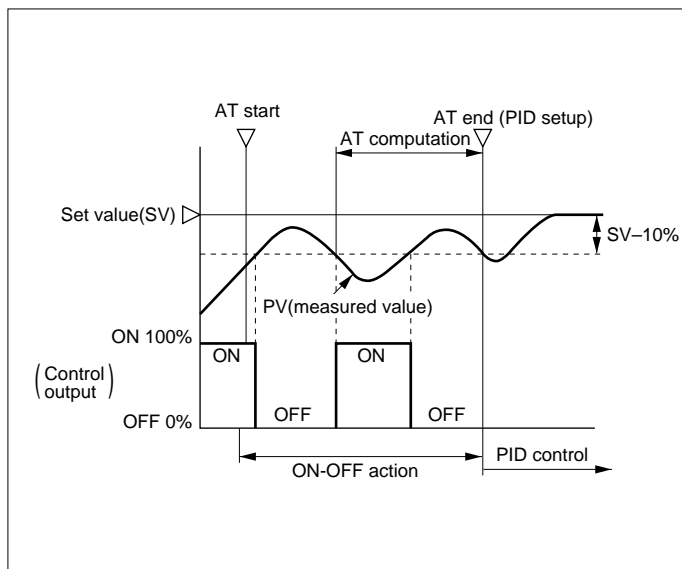 AT start
AT end (PID setup)
AT computation
Set value(SV)
SV–10%
PV(measured value)
ON 100%
ON
ON
(Control
output)
OFF
OFF
OFF 0%
PID control
ON-OFF action